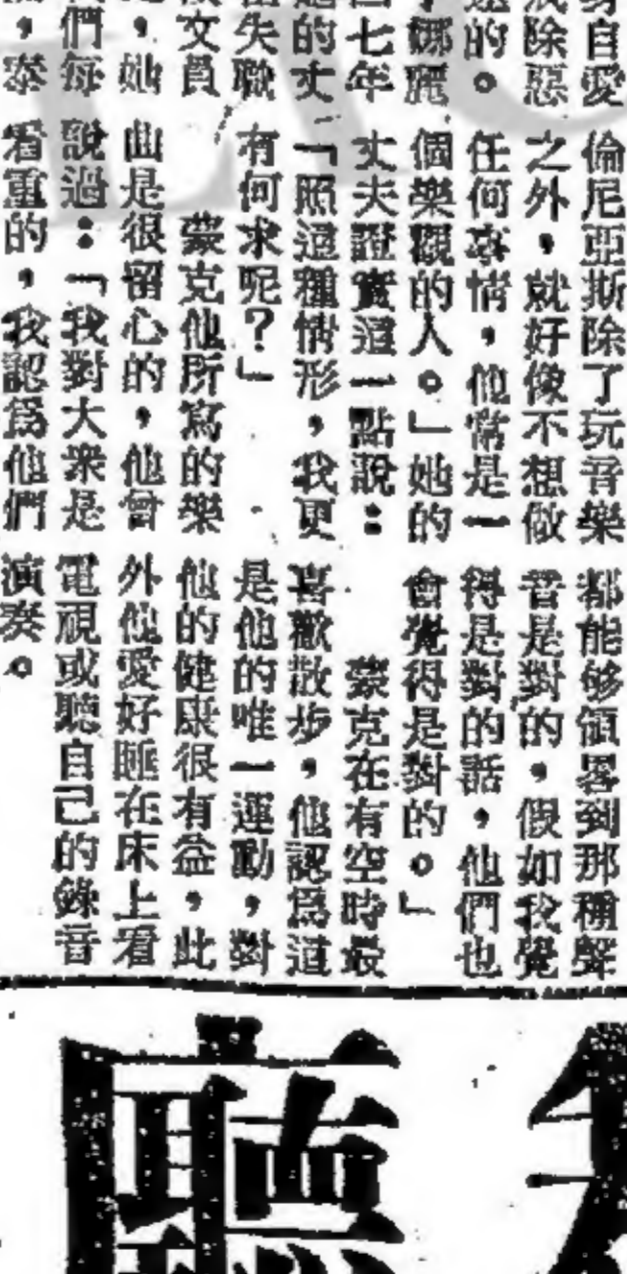 身自愛
戒除惡
的。
娜麗
四七年
她的丈
失職
文員
，她
們每
，泰
倫尼亞斯除了玩音樂
之外，就好像不想做
任何事情，他常是一
個樂觀的人。」她的
丈夫證實這一點說：
「照這種情形，我更
有何求呢？」
蒙克他所寫的樂
曲是很留心的，他曾
說過：「我對大衆是
看重的，我認爲他們
都能够領畧到那種聲
音是對的，假如我覺
得是對的話，他們也
會覺得是對的。」
蒙克在有空時最
喜歡散步，他認爲這
是他的唯一運動，對
他的健康很有益，此
外他愛好睡在床上看
電視或聽自己的錄音
演奏。